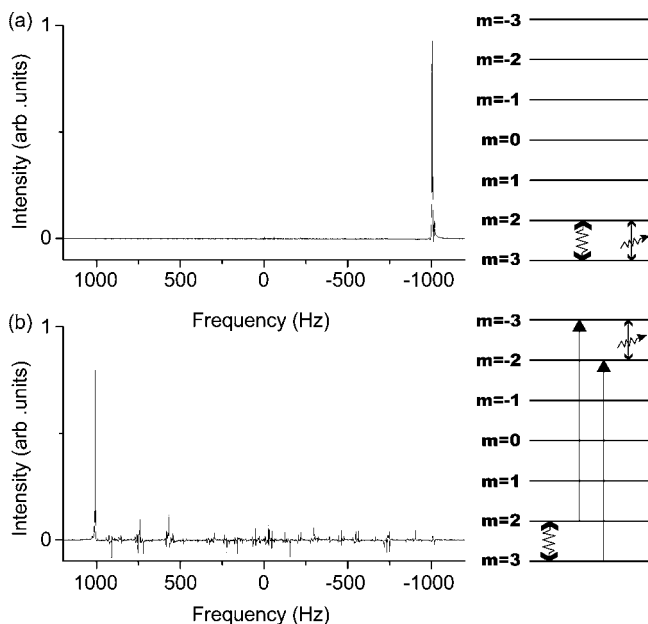 (a)
1
Intensity (arb .units)
0
1000 500 0 -500 -1000
Frequency (Hz)
m=-3
m=-2
m=-1
m=0
m=1
m=2
m=3
(b)
1
Intensity (arb .units)
0
1000 500 0 -500 -1000
Frequency (Hz)
m=-3
m=-2
m=-1
m=0
m=1
m=2
m=3